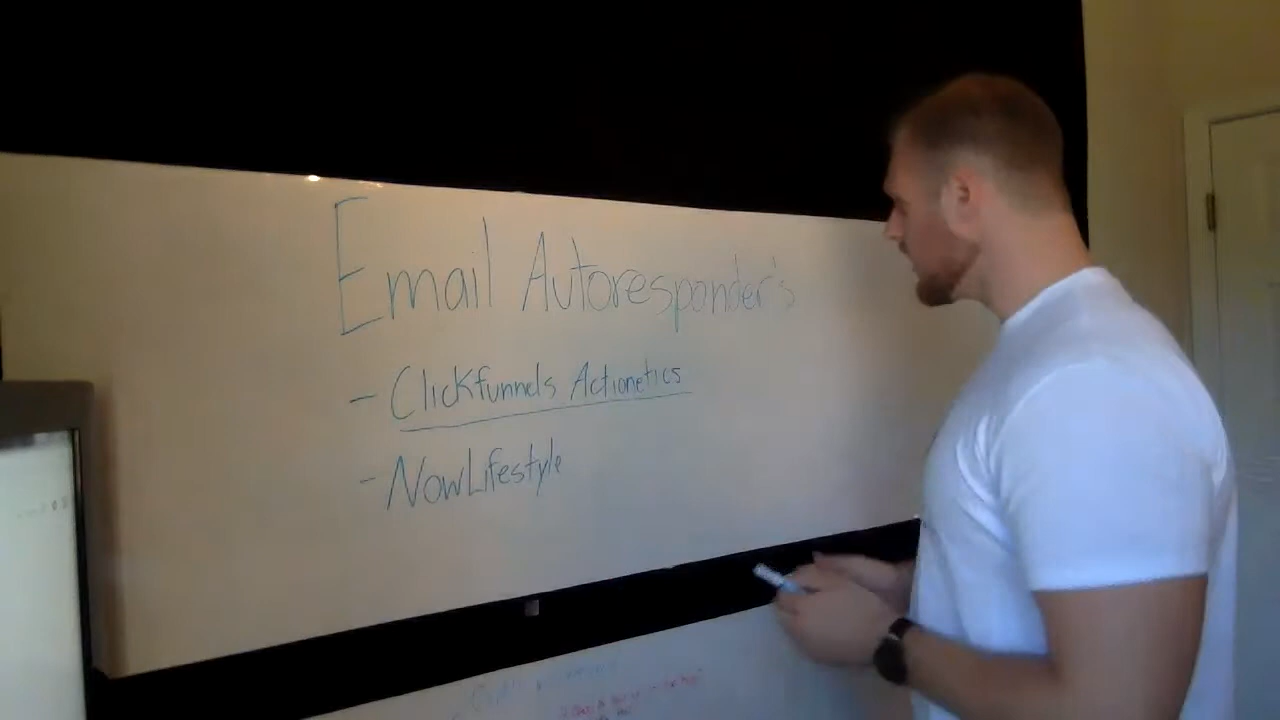 Email Autoresponder's
- Clickfunnels Actionetics
- NowLifestyle